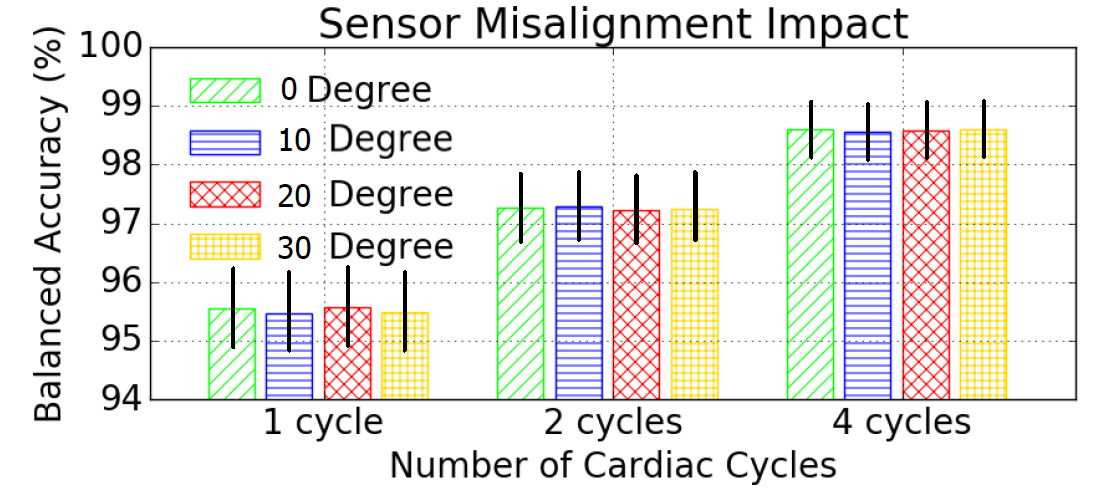 Sensor Misalignment Impact
Balanced Accuracy (%)
100
99
98
97
96
95
94
0 Degree
10 Degree
20 Degree
30 Degree
1 cycle
2 cycles
4 cycles
Number of Cardiac Cycles